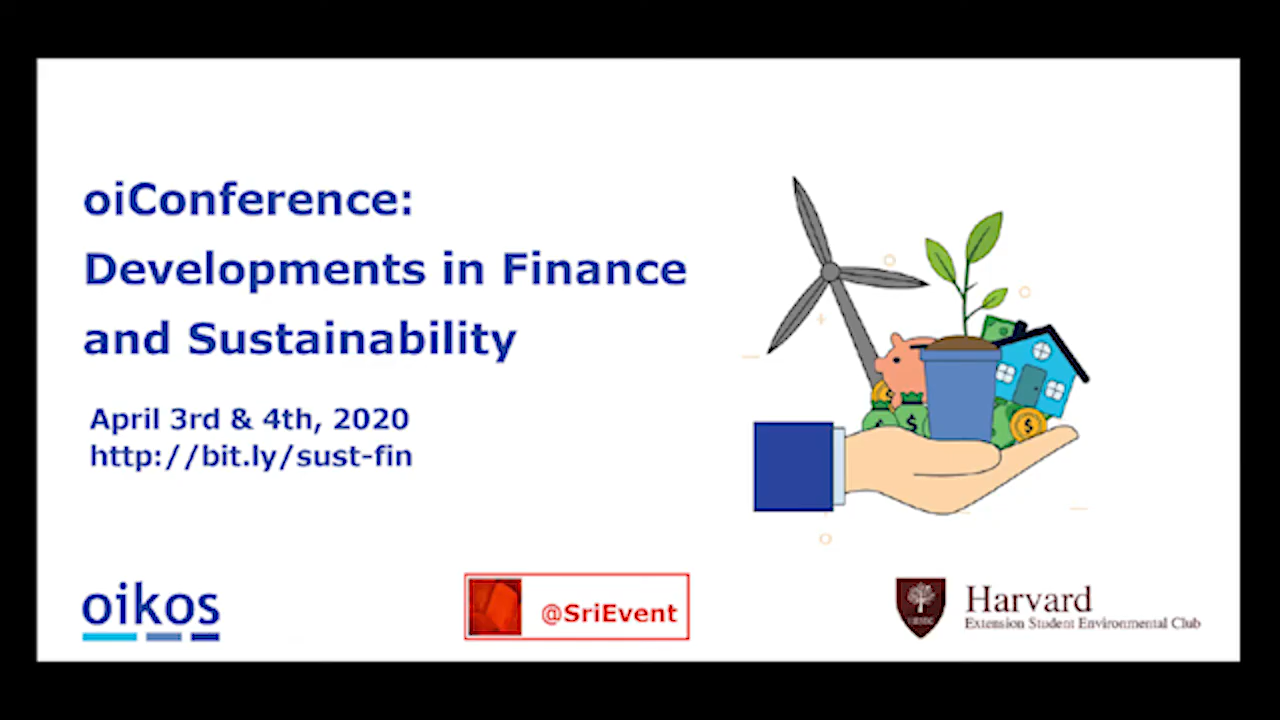 oiConference:
Developments in Finance
and Sustainability
April 3rd & 4th, 2020
http://bit.ly/sust-fin
$
$
oikos
@SriEvent
Harvard
Extension Student Environmental Club